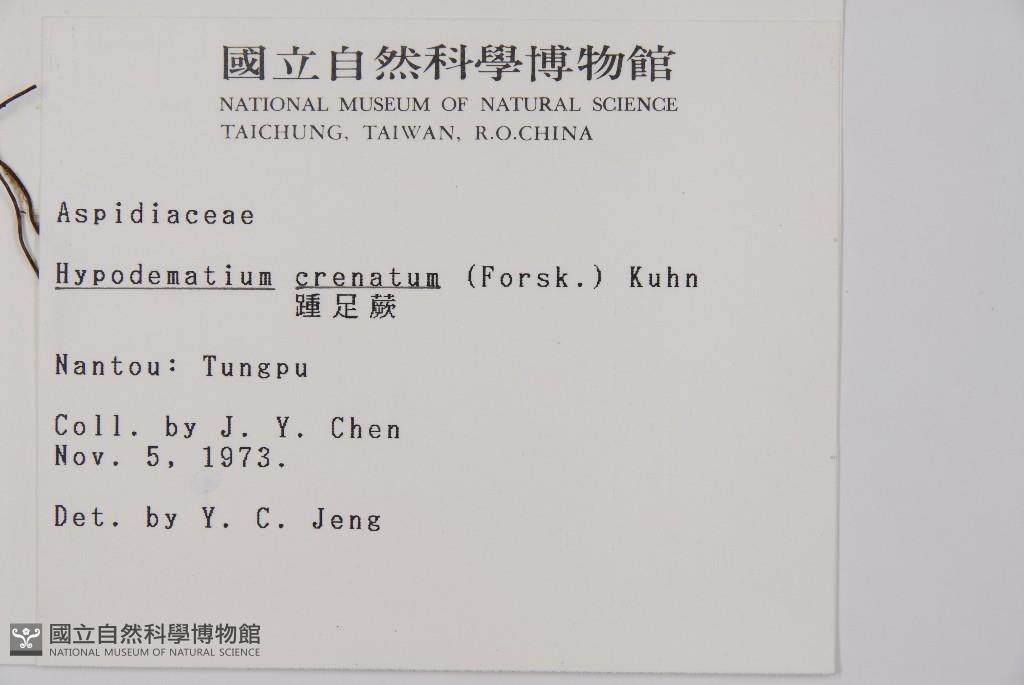 國立自然科學博物館
NATIONAL MUSEUM OF NATURAL SCIENCE
TAICHUNG, TAIWAN, R.O.CHINA
Aspidiaceae
Hypodematium crenatum (Forsk.) Kuhn
踵足蕨
Nantou: Tungpu
Coll. by J. Y. Chen
Nov. 5, 1973.
Det. by Y. C. Jeng
國立自然科學博物館
NATIONAL MUSEUM OF NATURAL SCIENCE